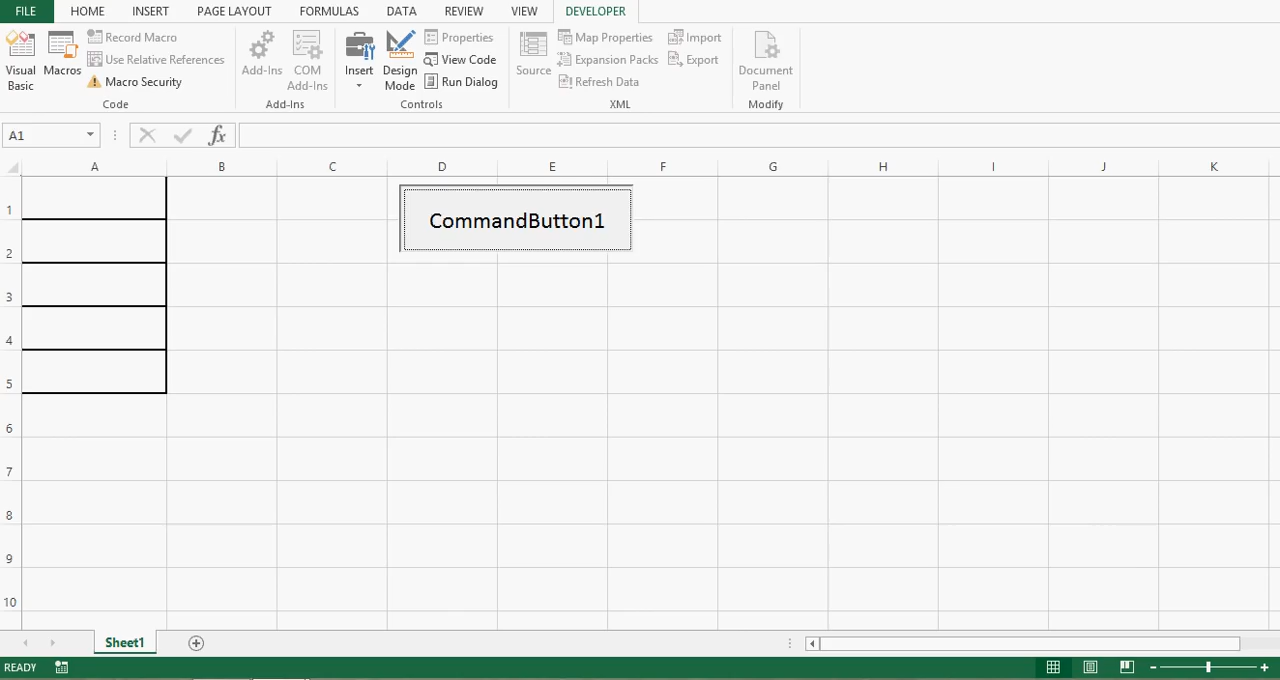 FILE HOME INSERT PAGE LAYOUT FORMULAS DATA REVIEW VIEW DEVELOPER
Visual Basic
Macros
Record Macro
Use Relative References
Macro Security
Code
Add-Ins
COM Add-Ins
Add-Ins
Insert
Design Mode
Properties
View Code
Run Dialog
Controls
Source
Map Properties
Expansion Packs
Refresh Data
Import
Export
XML
Document Panel
Modify
A1
fx
A B C D E F G H I J K
1
CommandButton1
2
3
4
5
6
7
8
9
10
Sheet1
READY